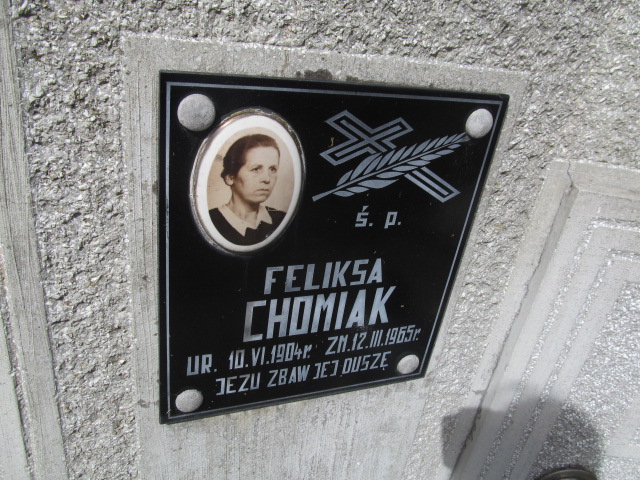 ś. p.
FELIKSA
CHOMIAK
UR. 10.VI.1904r. ZM.12.III.1965r.
JEZU ZBAW JEJ DUSZĘ